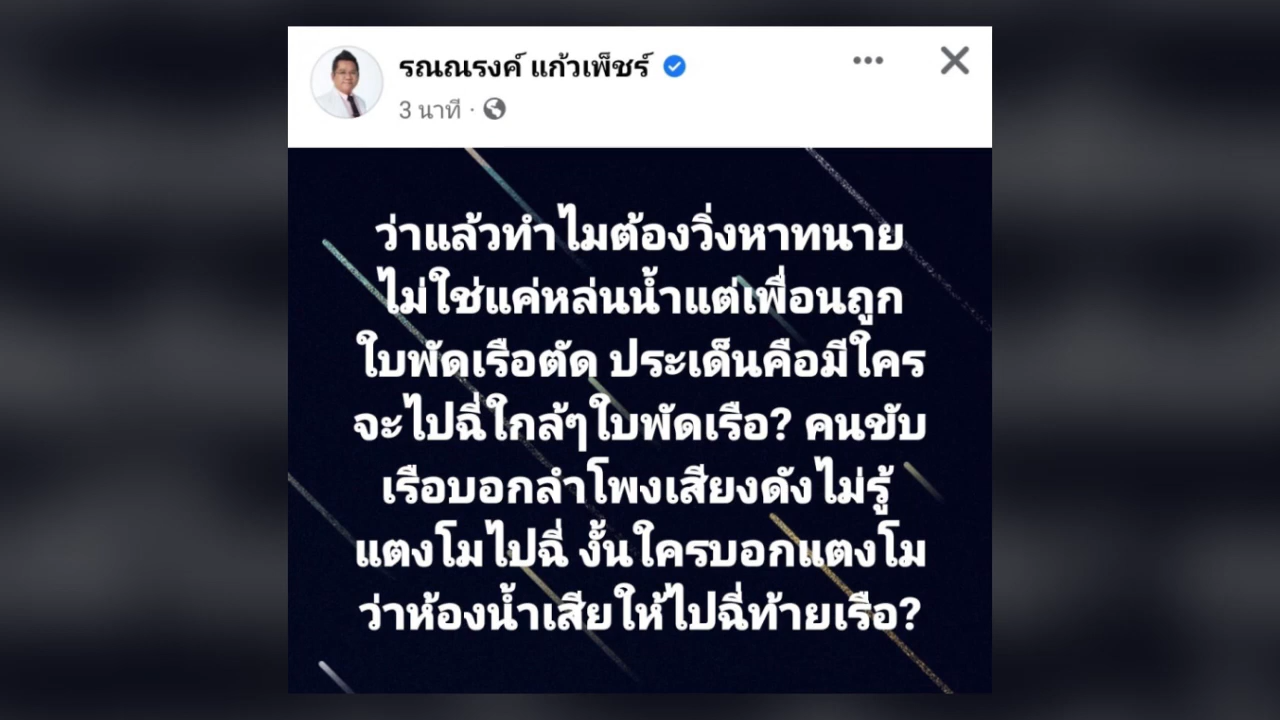 รณณรงค์ แก้วเพ็ชร์
3 นาที ·
ว่าแล้วทำไมต้องวิ่งหาทนาย
ไม่ใช่แค่หล่นน้ำแต่เพื่อนถูก
ใบพัดเรือตัด ประเด็นคือมีใคร
จะไปฉี่ใกล้ๆใบพัดเรือ? คนขับ
เรือบอกลำโพงเสียงดังไม่รู้
แตงโมไปฉี่ งั้นใครบอกแตงโม
ว่าห้องน้ำเสียให้ไปฉี่ท้ายเรือ?